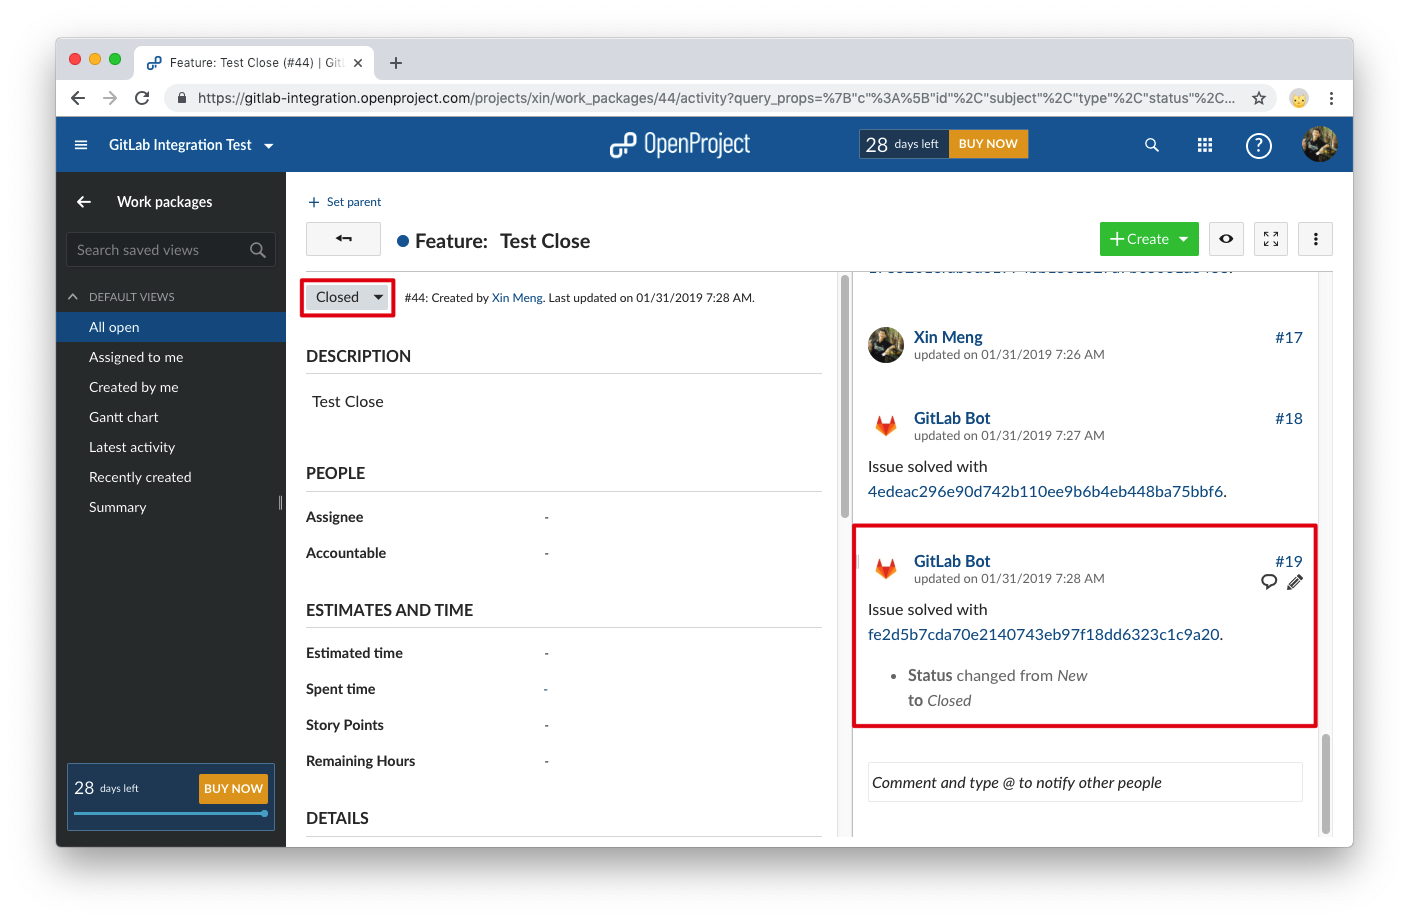 Feature: Test Close (#44) | Git
https://gitlab-integration.openproject.com/projects/xin/work_packages/44/activity?query_props=%7B"c"%3A%5B"id"%2C"subject"%2C"type"%2C"status"%2C...
GitLab Integration Test
OpenProject
28 days left BUY NOW
?
Work packages
Search saved views
DEFAULT VIEWS
All open
Assigned to me
Created by me
Gantt chart
Latest activity
Recently created
Summary
28 days left BUY NOW
+ Set parent
Feature: Test Close
+ Create
Closed
#44: Created by Xin Meng. Last updated on 01/31/2019 7:28 AM.
DESCRIPTION
Test Close
PEOPLE
Assignee -
Accountable -
ESTIMATES AND TIME
Estimated time -
Spent time -
Story Points -
Remaining Hours -
DETAILS
Xin Meng #17
updated on 01/31/2019 7:26 AM
GitLab Bot #18
updated on 01/31/2019 7:27 AM
Issue solved with
4edeac296e90d742b110ee9b6b4eb448ba75bbf6.
GitLab Bot #19
updated on 01/31/2019 7:28 AM
Issue solved with
fe2d5b7cda70e2140743eb97f18dd6323c1c9a20.
• Status changed from New
to Closed
Comment and type @ to notify other people